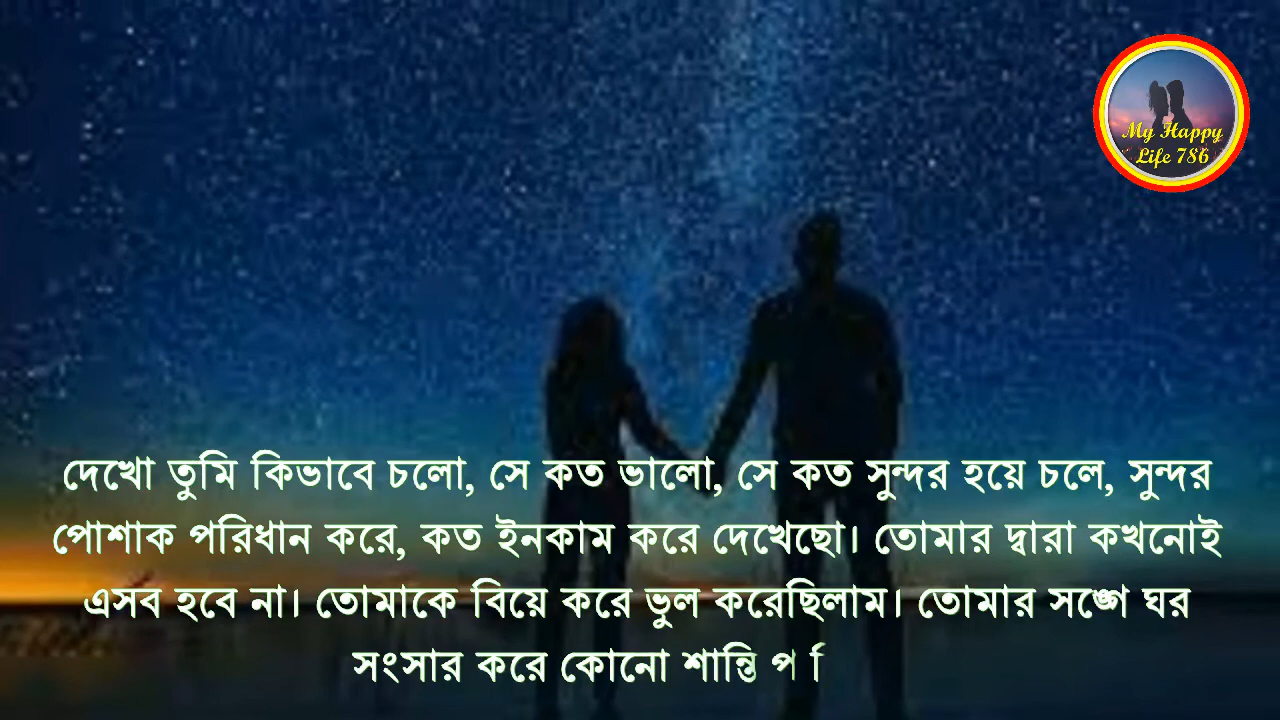 My Happy
Life 786
দেখো তুমি কিভাবে চলো, সে কত ভালো, সে কত সুন্দর হয়ে চলে, সুন্দর
পোশাক পরিধান করে, কত ইনকাম করে দেখেছো। তোমার দ্বারা কখনোই
এসব হবে না। তোমাকে বিয়ে করে ভুল করেছিলাম। তোমার সঙ্গে ঘর
সংসার করে কোনো শান্তি